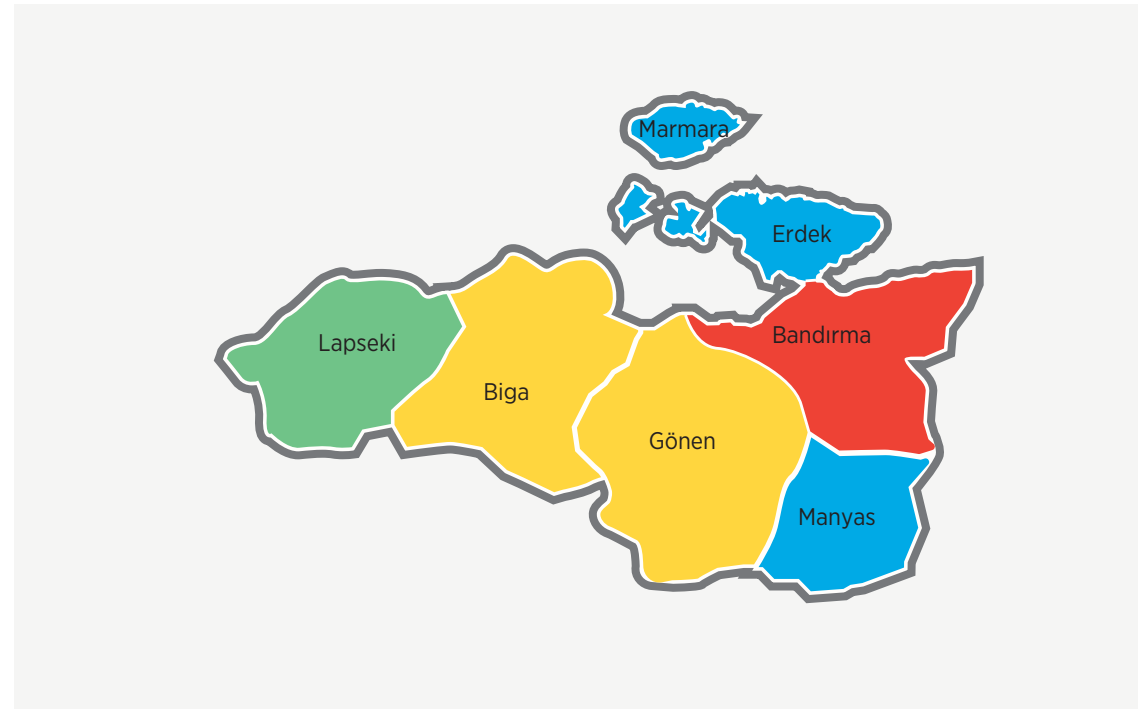 Marmara
Erdek
Bandırma
Lapseki
Biga
Gönen
Manyas